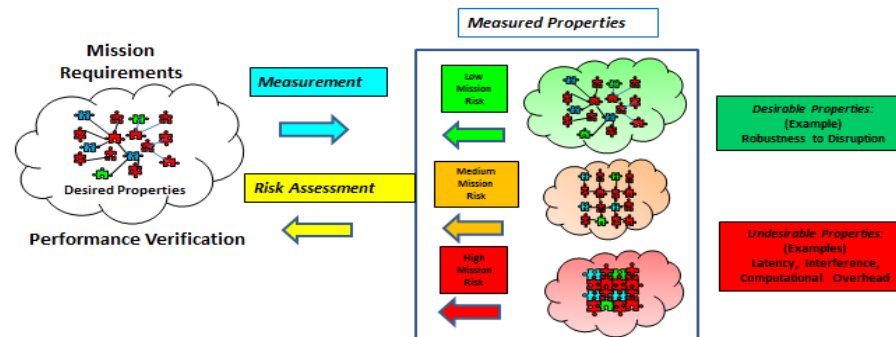 Measured Properties
Mission
Requirements
Desired Properties
Performance Verification
Measurement
Risk Assessment
Low
Mission
Risk
Medium
Mission
Risk
High
Mission
Risk
Desirable Properties:
(Example)
Robustness to Disruption
Undesirable Properties:
(Examples)
Latency, Interference,
Computational Overhead